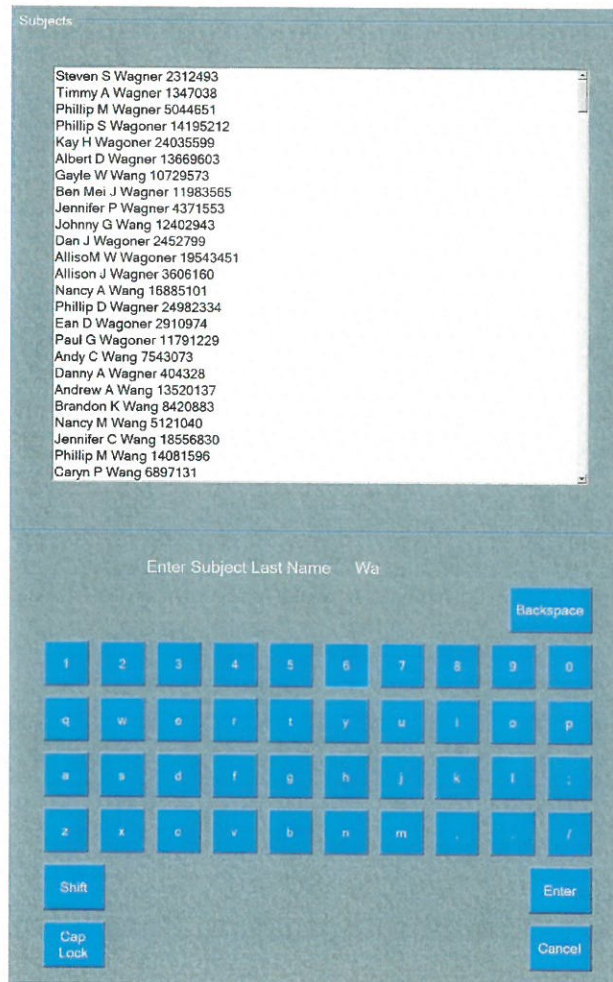 Subjects
Steven S Wagner 2312493
Timmy A Wagner 1347038
Phillip M Wagner 5044651
Phillip S Wagoner 14195212
Kay H Wagoner 24035599
Albert D Wagner 13669603
Gayle W Wang 10729573
Ben Mei J Wagner 11983565
Jennifer P Wagner 4371553
Johnny G Wang 12402943
Dan J Wagoner 2452799
AllisoM W Wagoner 19543451
Allison J Wagner 3606160
Nancy A Wang 16885101
Phillip D Wagner 24982334
Ean D Wagoner 2910974
Paul G Wagoner 11791229
Andy C Wang 7543073
Danny A Wagner 404328
Andrew A Wang 13520137
Brandon K Wang 8420883
Nancy M Wang 5121040
Jennifer C Wang 18556830
Phillip M Wang 14081596
Caryn P Wang 6897131
Enter Subject Last Name Wa
Backspace
1 2 3 4 5 6 7 8 9 0
q w e r t y u i o p
a s d f g h j k l ;
z x c v b n m , . /
Shift Enter
Cap
Lock
Cancel